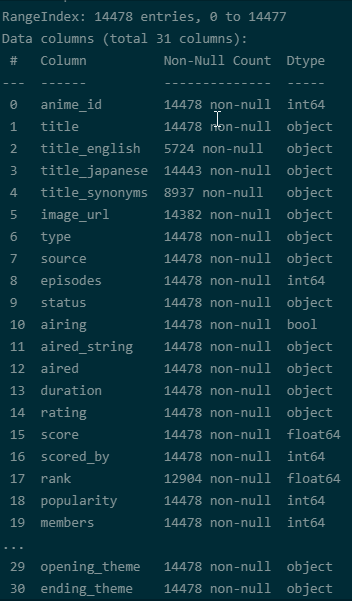 RangeIndex: 14478 entries, 0 to 14477
Data columns (total 31 columns):
 #   Column          Non-Null Count  Dtype
---  ------          --------------  -----
 0   anime_id        14478 non-null  int64
 1   title           14478 non-null  object
 2   title_english   5724 non-null   object
 3   title_japanese  14443 non-null  object
 4   title_synonyms  8937 non-null   object
 5   image_url       14382 non-null  object
 6   type            14478 non-null  object
 7   source          14478 non-null  object
 8   episodes        14478 non-null  int64
 9   status          14478 non-null  object
 10  airing          14478 non-null  bool
 11  aired_string    14478 non-null  object
 12  aired           14478 non-null  object
 13  duration        14478 non-null  object
 14  rating          14478 non-null  object
 15  score           14478 non-null  float64
 16  scored_by       14478 non-null  int64
 17  rank            12904 non-null  float64
 18  popularity      14478 non-null  int64
 19  members         14478 non-null  int64
...
 29  opening_theme   14478 non-null  object
 30  ending_theme    14478 non-null  object